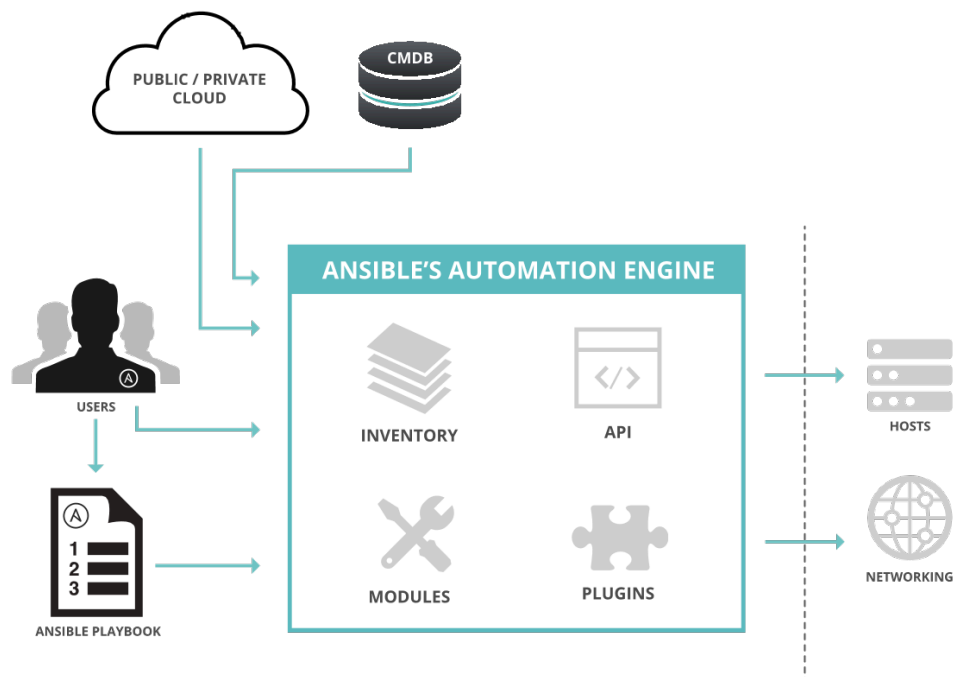 PUBLIC / PRIVATE
CLOUD
CMDB
ANSIBLE’S AUTOMATION ENGINE
USERS
INVENTORY
API
HOSTS
1
2
3
ANSIBLE PLAYBOOK
MODULES
PLUGINS
NETWORKING